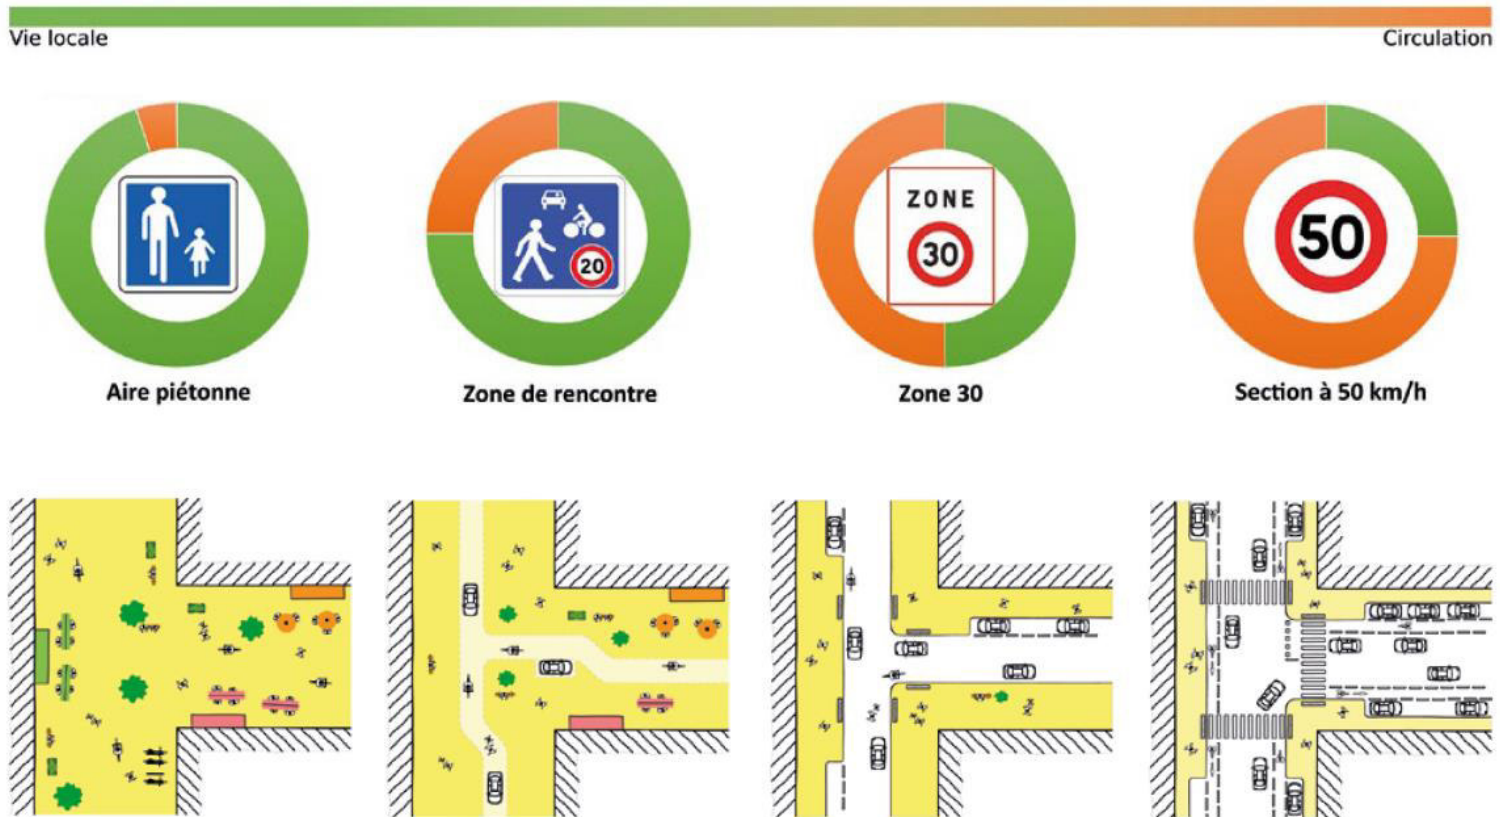 Vie locale
Circulation
20
ZONE
30
50
Aire piétonne
Zone de rencontre
Zone 30
Section à 50 km/h